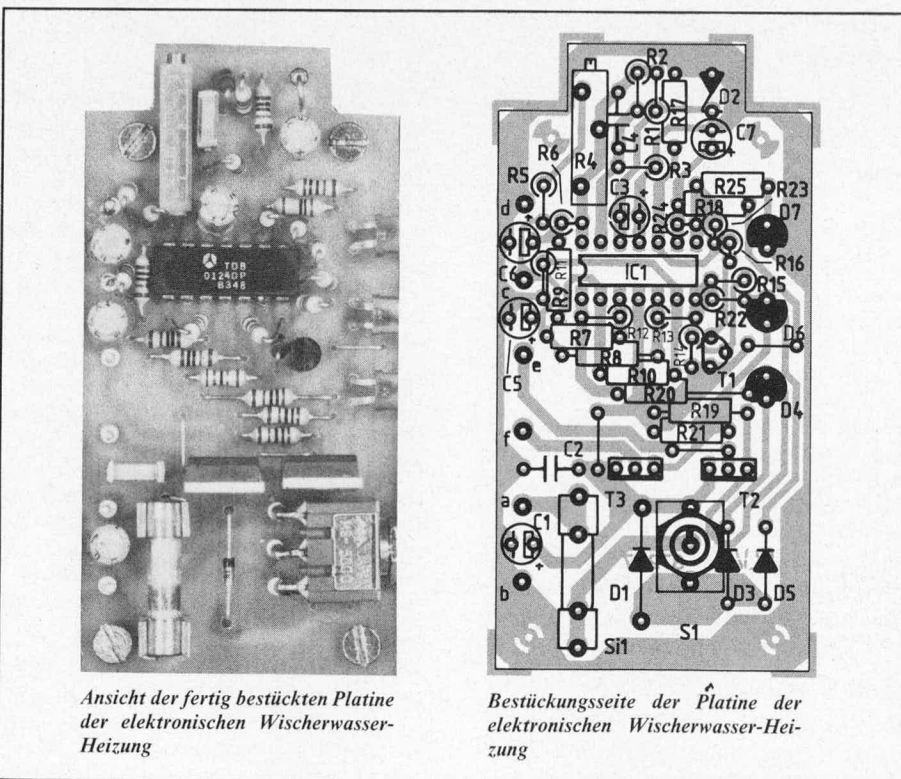 TDB
0124DP
8348
R2
D2
R17
R1
C4
C7
R6
R4
R3
R5
C3
R25
R23
d
R24
R18
D7
C6
R11
IC1
R16
c
R9
R15
R22
R7
R12
R13
D6
C5
e
R8
R14
R10
T1
R20
D4
R19
f
R21
C2
a
T3
T2
C1
b
D1
D3
D5
Si1
S1
Ansicht der fertig bestückten Platine
der elektronischen Wischerwasser-
Heizung
Bestückungsseite der Platine der
elektronischen Wischerwasser-Hei-
zung